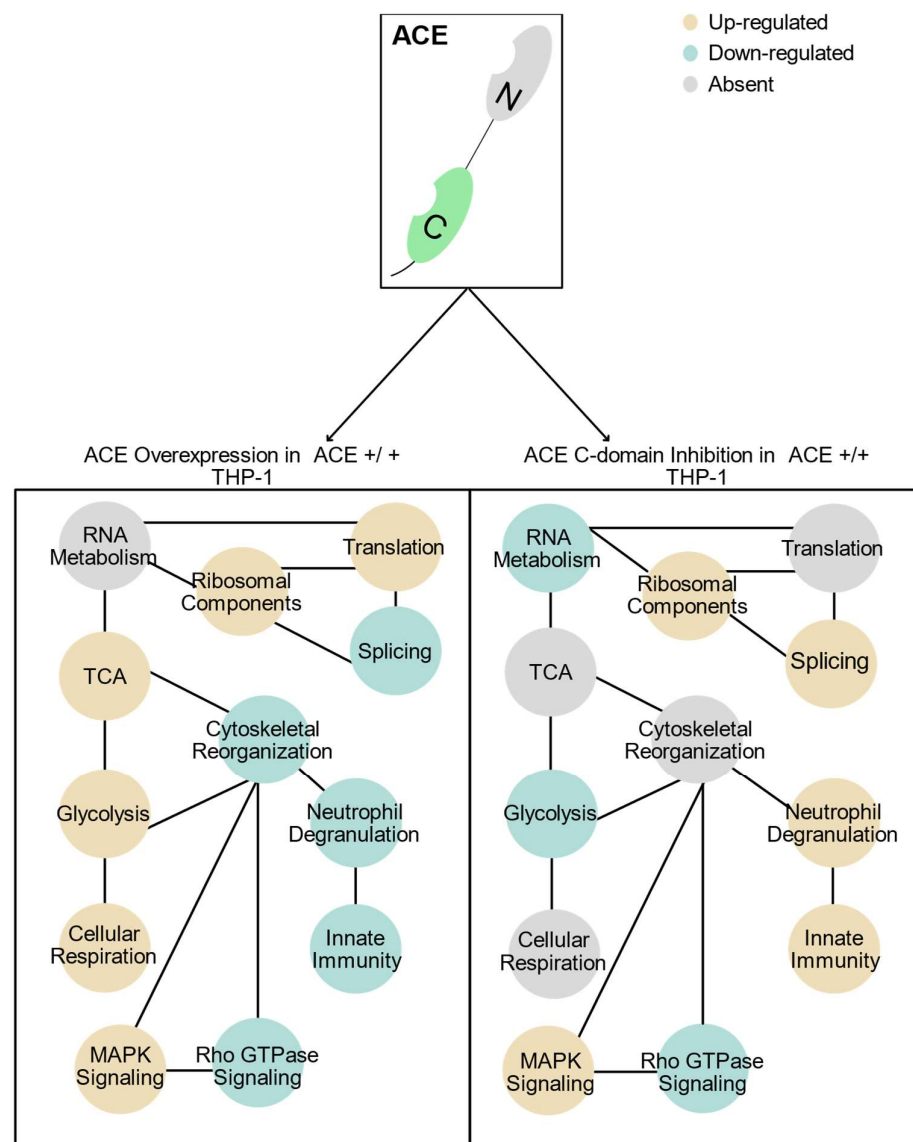 ACE
N
C
Up-regulated
Down-regulated
Absent
ACE Overexpression in ACE +/ +
THP-1
RNA
Metabolism
Translation
Ribosomal
Components
Splicing
TCA
Cytoskeletal
Reorganization
Glycolysis
Neutrophil
Degranulation
Cellular
Respiration
Innate
Immunity
MAPK
Signaling
Rho GTPase
Signaling
ACE C-domain Inhibition in ACE +/+
THP-1
RNA
Metabolism
Translation
Ribosomal
Components
Splicing
TCA
Cytoskeletal
Reorganization
Glycolysis
Neutrophil
Degranulation
Cellular
Respiration
Innate
Immunity
MAPK
Signaling
Rho GTPase
Signaling